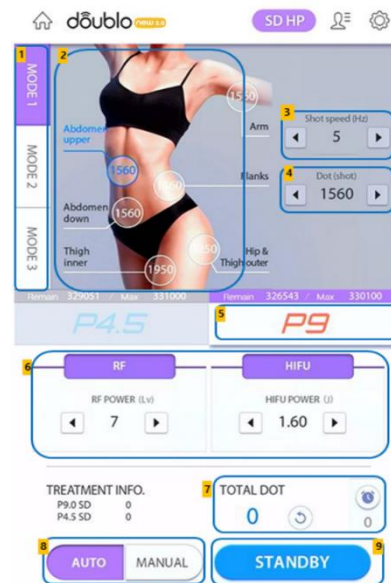 doublo new 2.0 SD HP
1
MODE 1
MODE 2
MODE 3
2
Abdomen upper
1560
Abdomen down
1560
Thigh inner
1950
1550
Arm
1560
Flanks
1250
Hip & Thigh outer
3
Shot speed (Hz)
5
4
Dot (shot)
1560
Remain 329051 / Max 331000
Remain 326543 / Max 330100
P4.5
5
P9
6
RF
HIFU
RF POWER (Lv)
HIFU POWER (J)
7
1.60
TREATMENT INFO.
P9.0 SD 0
P4.5 SD 0
7
TOTAL DOT
0
0
8
AUTO MANUAL
9
STANDBY